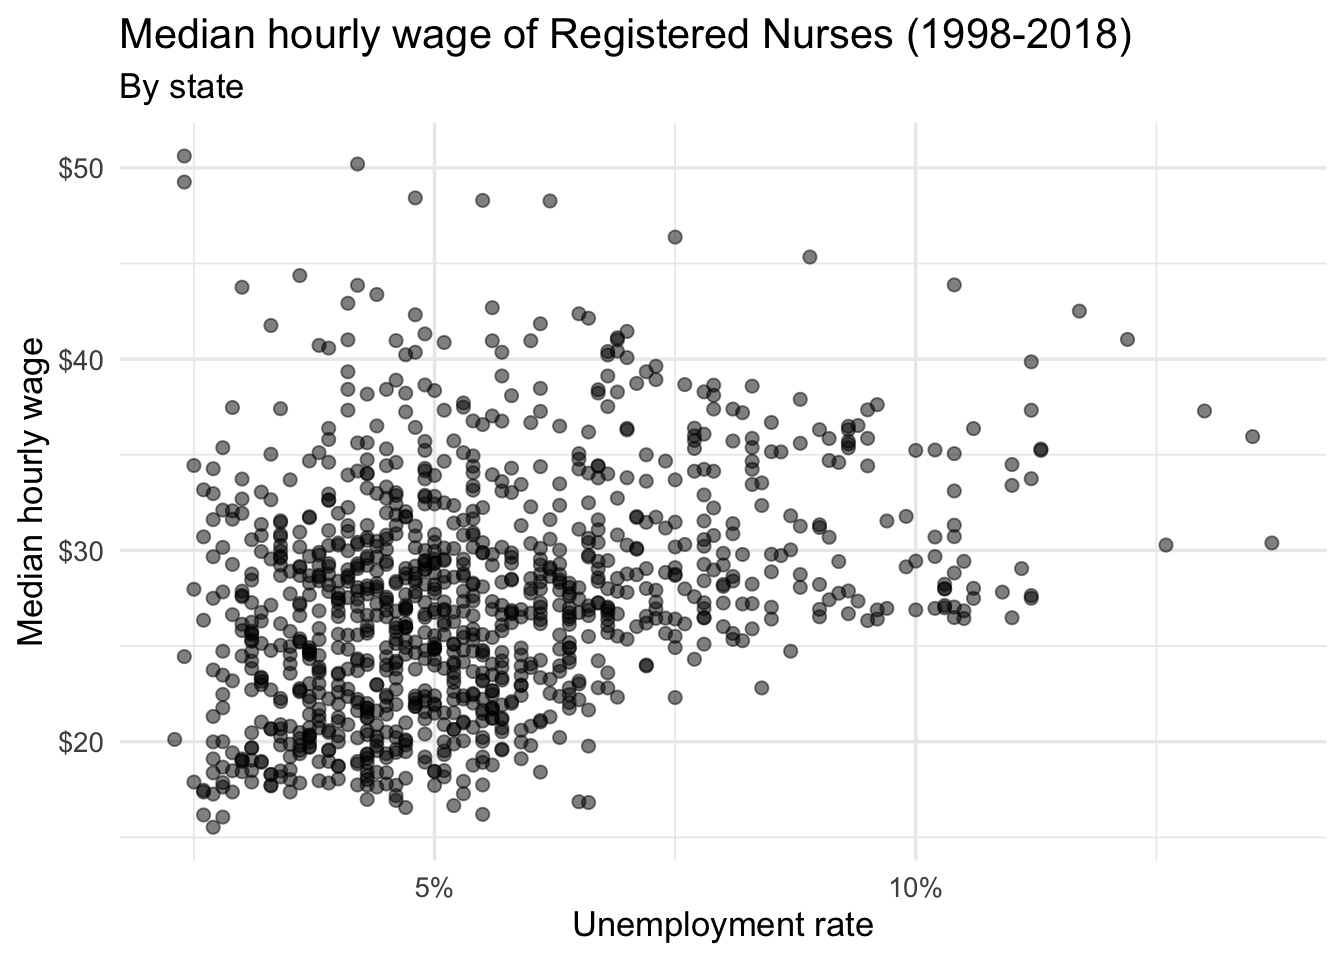 Median hourly wage of Registered Nurses (1998-2018)
By state
$50
$40
$30
$20
Median hourly wage
5% 10%
Unemployment rate